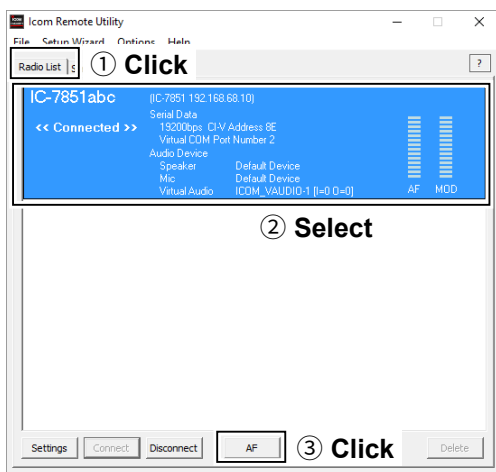 Icom Remote Utility
File Setup Wizard Options Help
Radio List ① Click ?
IC-7851abc (IC-7851 192.168.68.10)
Serial Data
<< Connected >> 19200bps CI-V Address 8E
Virtual COM Port Number 2
Audio Device
Speaker Default Device
Mic Default Device
Virtual Audio ICOM_VAUDIO-1 [I=0 O=0] AF MOD
② Select
Settings Connect Disconnect AF ③ Click Delete